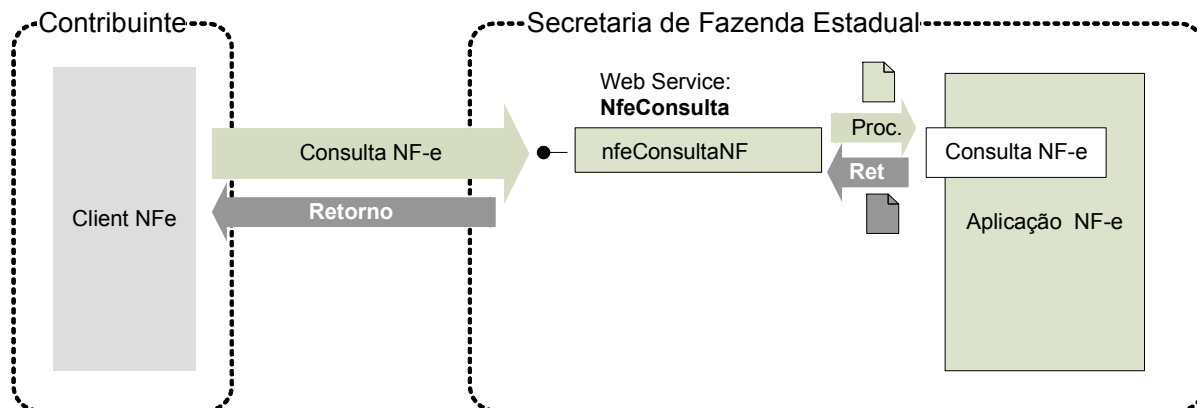 Contribuinte
Secretaria de Fazenda Estadual
Client NFe
Consulta NF-e
Retorno
Web Service:
NfeConsulta
nfeConsultaNF
Proc.
Ret
Consulta NF-e
Aplicação NF-e